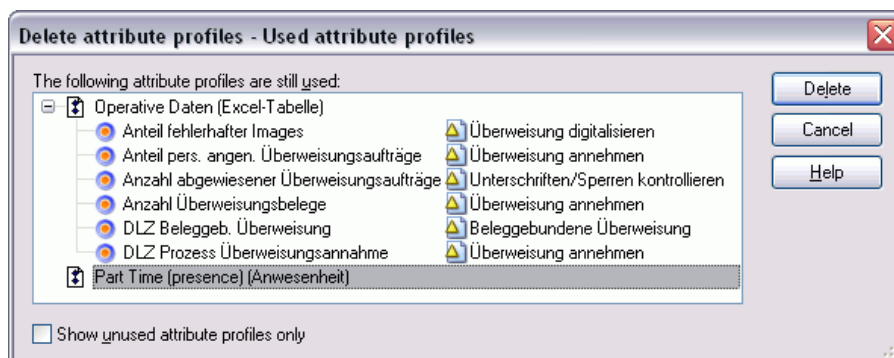 Delete attribute profiles - Used attribute profiles
The following attribute profiles are still used:
Operative Daten (Excel-Tabelle)
Anteil fehlerhafter Images Überweisung digitalisieren
Anteil pers. angen. Überweisungsaufträge Überweisung annehmen
Anzahl abgewiesener Überweisungsaufträge Unterschriften/Sperren kontrollieren
Anzahl Überweisungsbelege Überweisung annehmen
DLZ Beleggeb. Überweisung Beleggebundene Überweisung
DLZ Prozess Überweisungsannahme Überweisung annehmen
Part Time (presence) (Anwesenheit)
Show unused attribute profiles only
Delete
Cancel
Help